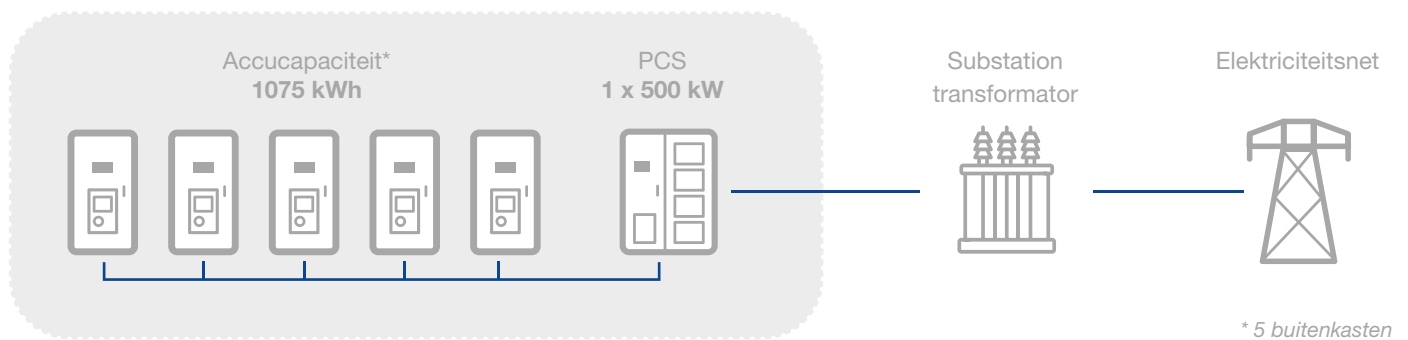 Accucapaciteit*
1075 kWh
PCS
1 x 500 kW
Substation
transformator
Elektriciteitsnet
* 5 buitenkasten